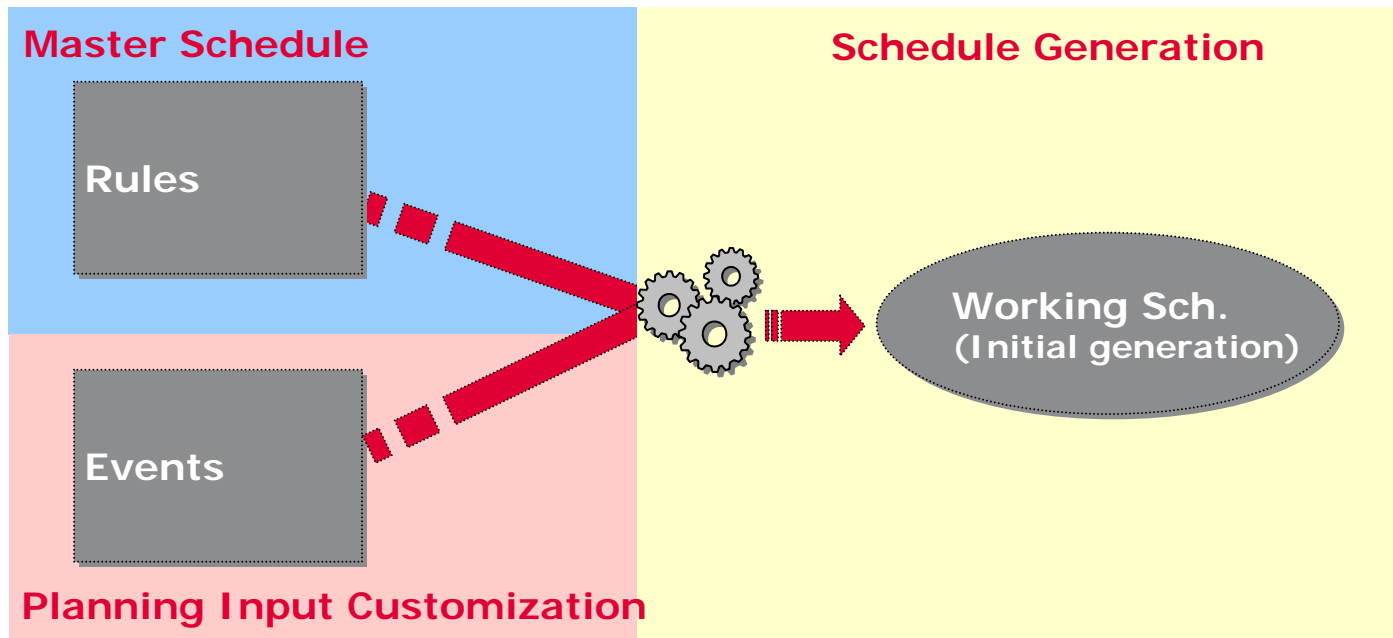 Master Schedule
Schedule Generation
Rules
Working Sch.
(Initial generation)
Events
Planning Input Customization